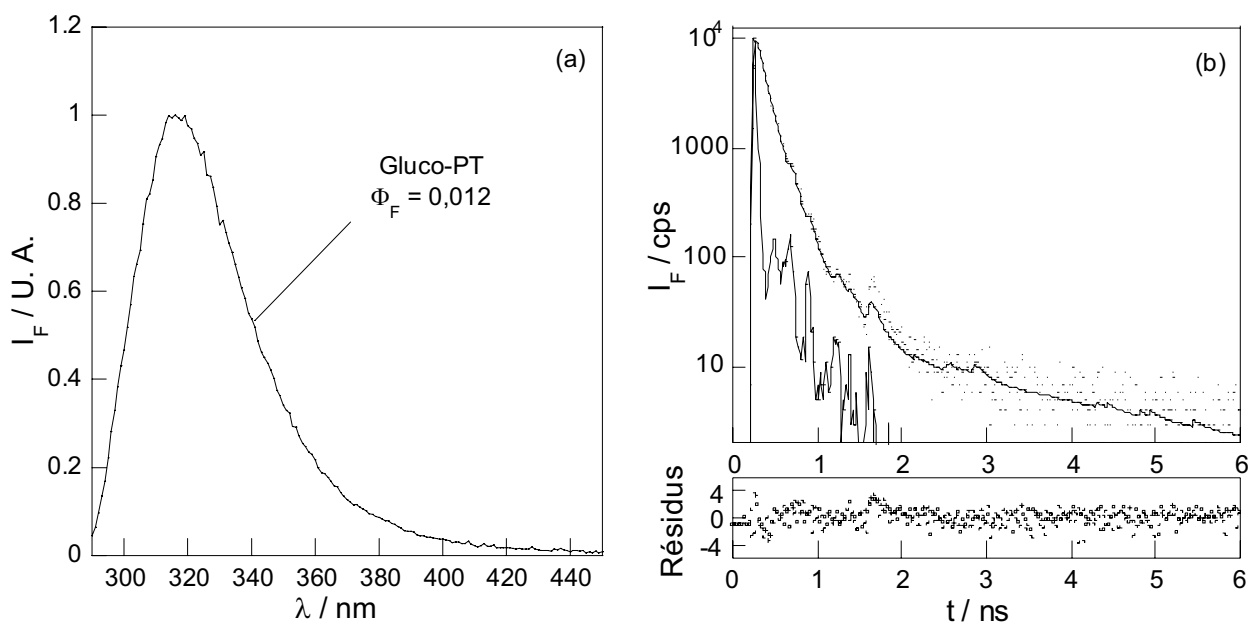 (a)
1.2
1
0.8
0.6
0.4
0.2
0
I_F / U. A.
Gluco-PT
Φ_F = 0,012
300 320 340 360 380 400 420 440
λ / nm
(b)
10^4
1000
100
10
I_F / cps
0 1 2 3 4 5 6
4
0
-4
Résidus
0 1 2 3 4 5 6
t / ns